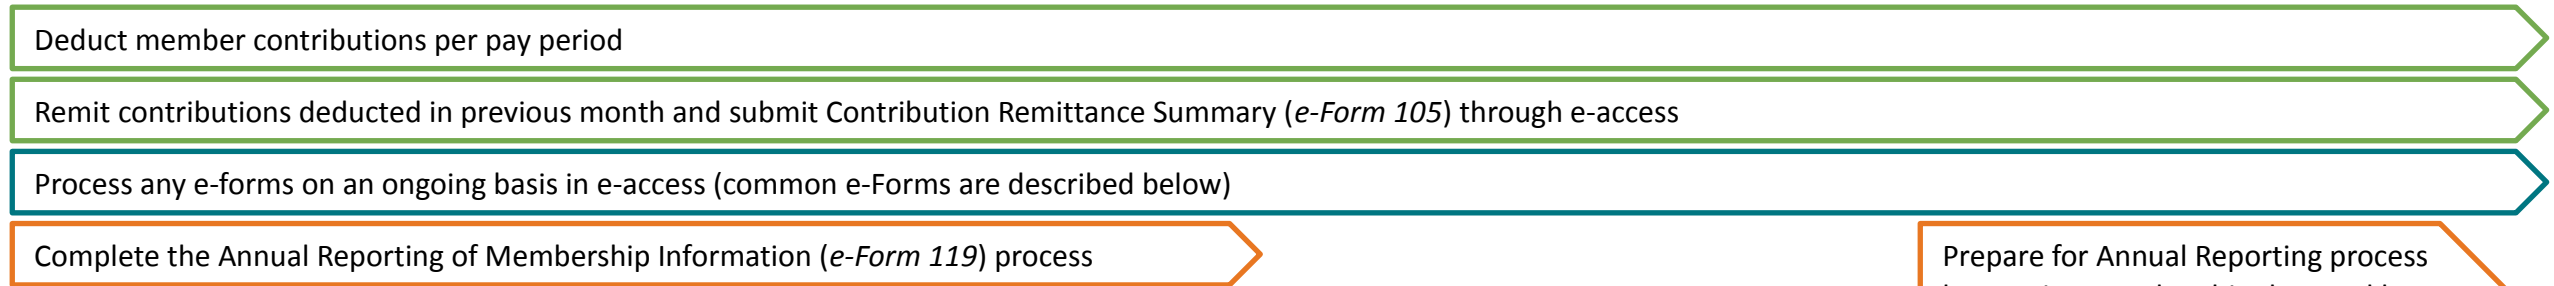 Deduct member contributions per pay period
Remit contributions deducted in previous month and submit Contribution Remittance Summary (e-Form 105) through e-access
Process any e-forms on an ongoing basis in e-access (common e-Forms are described below)
Complete the Annual Reporting of Membership Information (e-Form 119) process
Prepare for Annual Reporting process